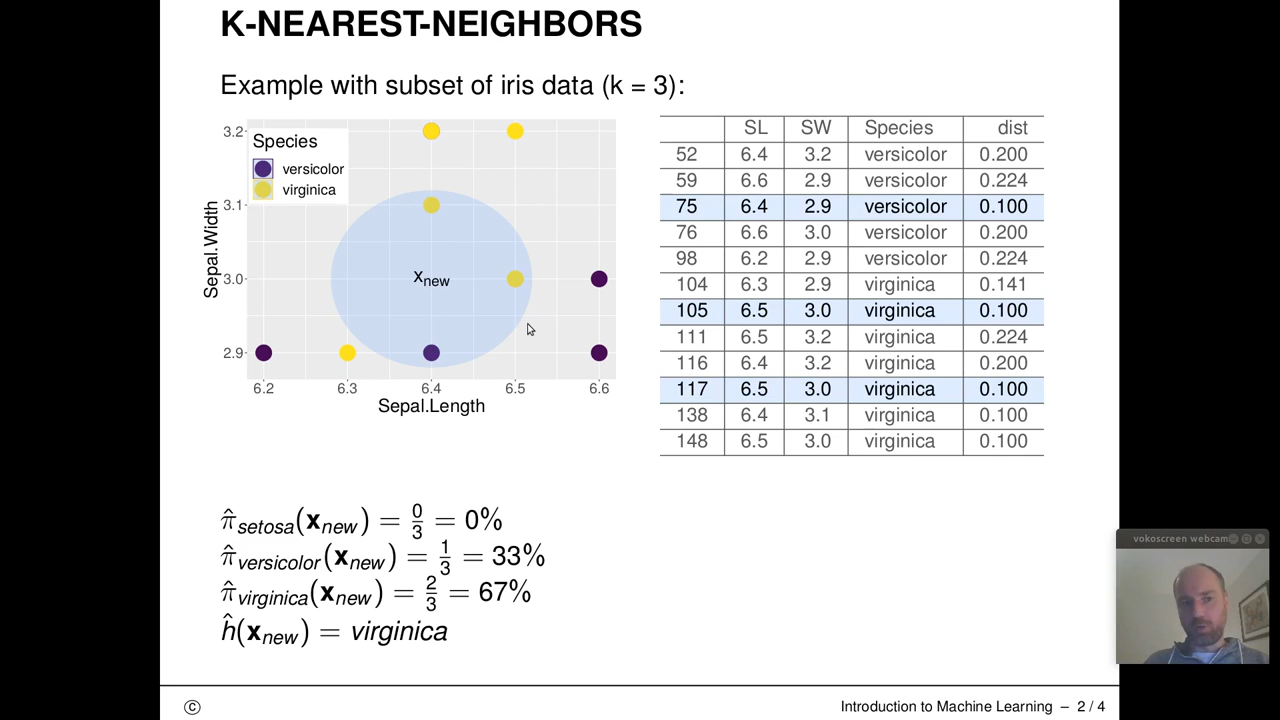 K-NEAREST-NEIGHBORS
Example with subset of iris data (k = 3):
Species
versicolor
virginica
3.2
3.1
3.0
2.9
Sepal.Width
x_new
6.2 6.3 6.4 6.5 6.6
Sepal.Length
SL SW Species dist
52 6.4 3.2 versicolor 0.200
59 6.6 2.9 versicolor 0.224
75 6.4 2.9 versicolor 0.100
76 6.6 3.0 versicolor 0.200
98 6.2 2.9 versicolor 0.224
104 6.3 2.9 virginica 0.141
105 6.5 3.0 virginica 0.100
111 6.5 3.2 virginica 0.224
116 6.4 3.2 virginica 0.200
117 6.5 3.0 virginica 0.100
138 6.4 3.1 virginica 0.100
148 6.5 3.0 virginica 0.100
π̂_setosa(x_new) = 0/3 = 0%
π̂_versicolor(x_new) = 1/3 = 33%
π̂_virginica(x_new) = 2/3 = 67%
ĥ(x_new) = virginica
vokoscreen webcam
©
Introduction to Machine Learning – 2 / 4